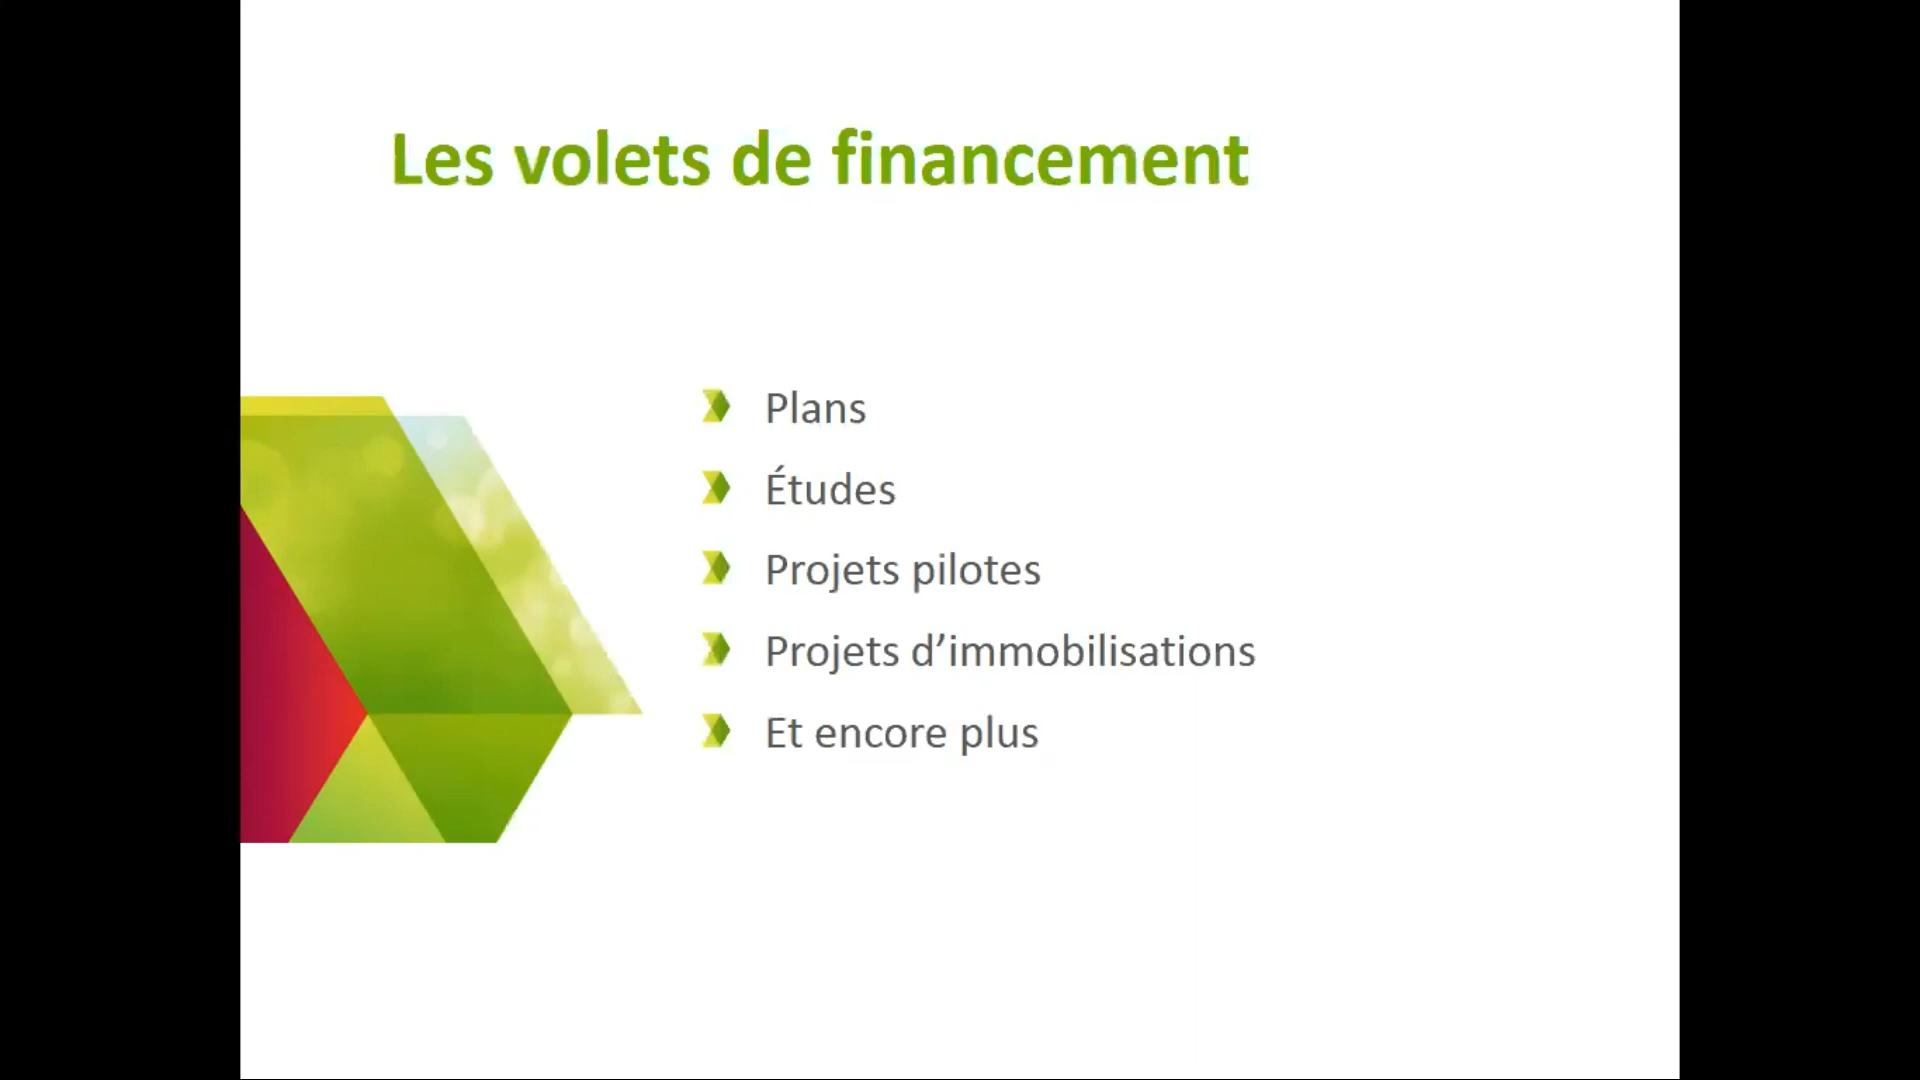 Les volets de financement
Plans
Études
Projets pilotes
Projets d’immobilisations
Et encore plus